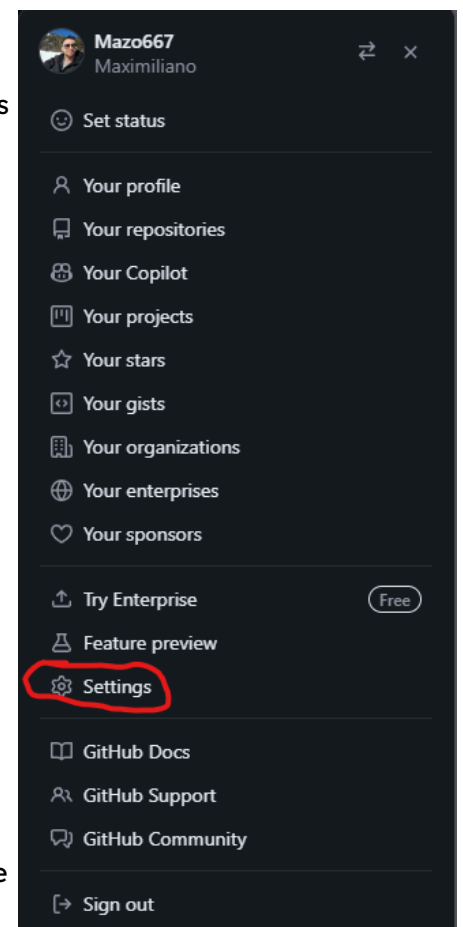 Mazo667
Maximiliano
s
Set status
Your profile
Your repositories
Your Copilot
Your projects
Your stars
Your gists
Your organizations
Your enterprises
Your sponsors
Try Enterprise Free
Feature preview
Settings
GitHub Docs
GitHub Support
GitHub Community
e
Sign out